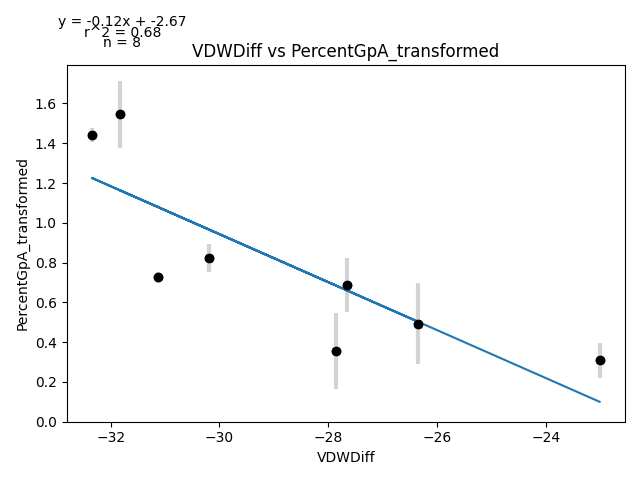 y = -0.12x + -2.67
r^2 = 0.68
n = 8
VDWDiff vs PercentGpA_transformed
PercentGpA_transformed
1.6
1.4
1.2
1.0
0.8
0.6
0.4
0.2
0.0
−32
−30
−28
−26
−24
VDWDiff